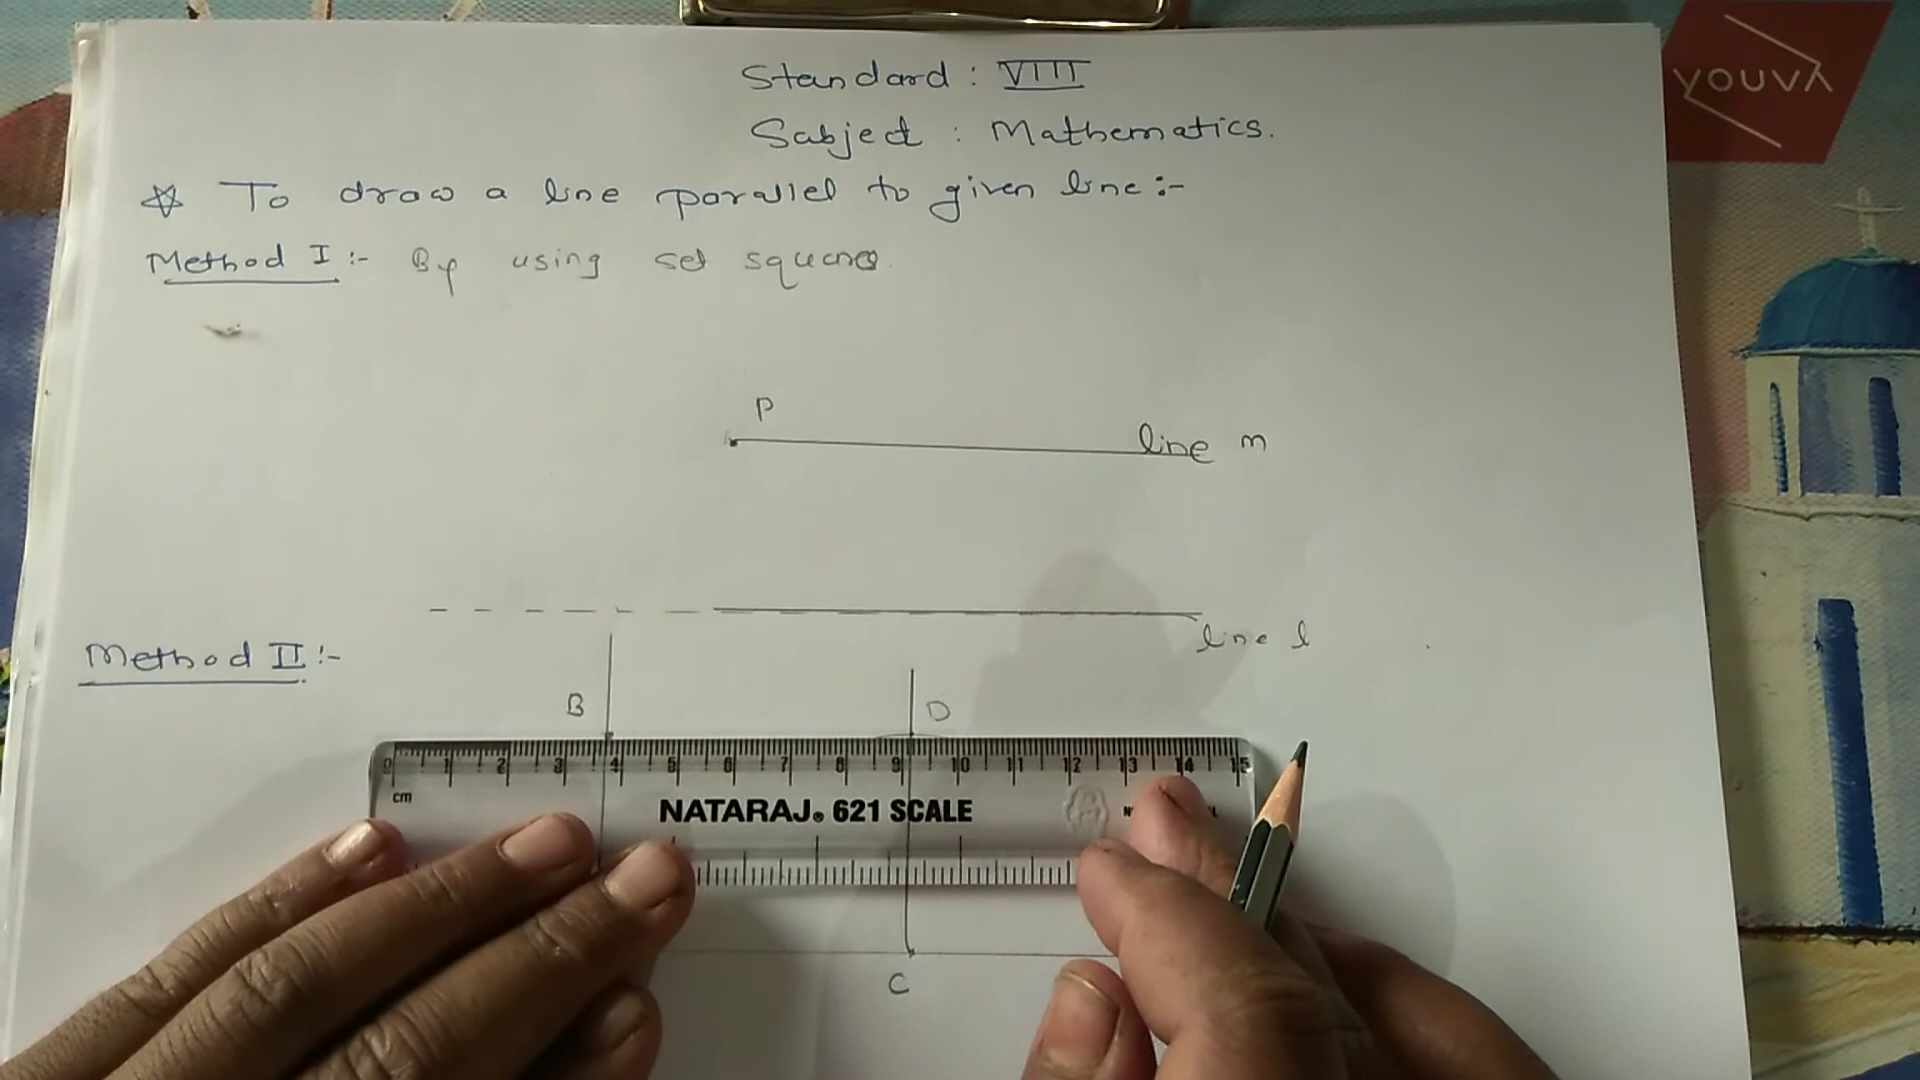 Standard : VIII
YOUVA
Subject : Mathematics.
☆ To draw a line parallel to given line :-
Method I :- By using set squares.
P
line m
line l
Method II :-
B
D
0 1 2 3 4 5 6 7 8 9 10 11 12 13 14 15
cm
NATARAJ® 621 SCALE
C